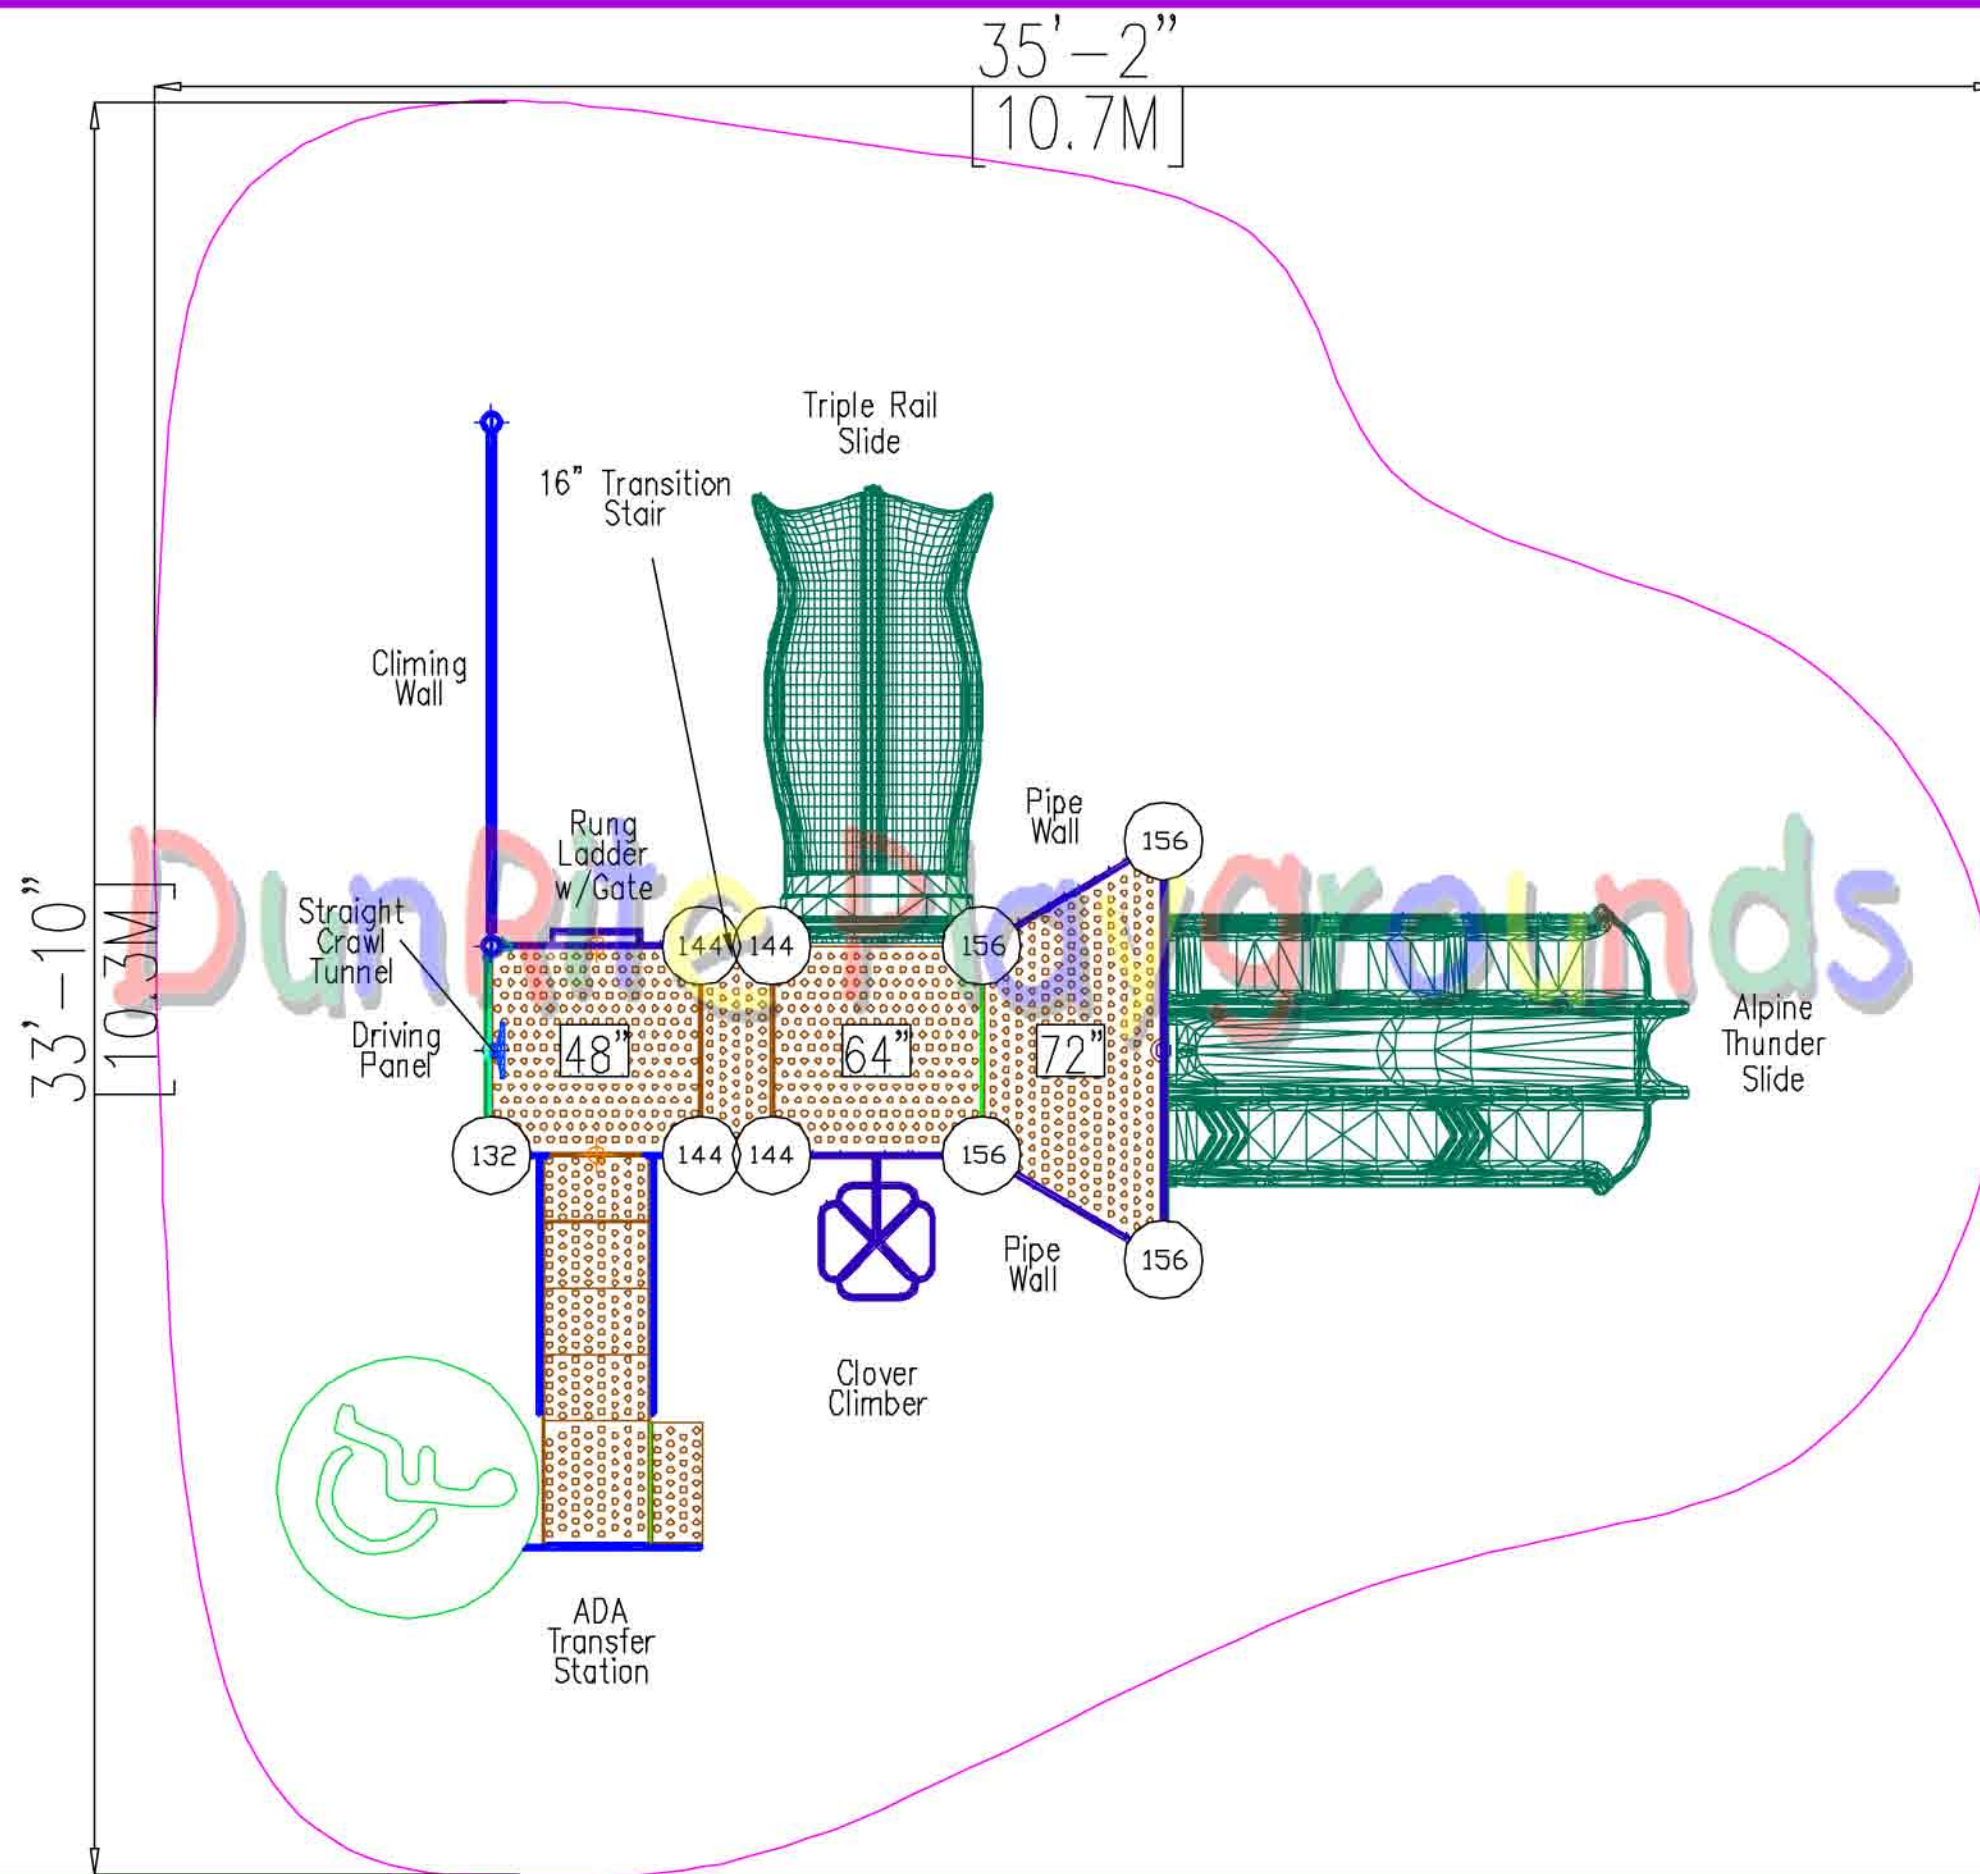 35'-2"
[10.7M]
Triple Rail
Slide
16" Transition
Stair
Climing
Wall
Pipe
Wall
156
Rung
Ladder
w/Gate
33'-10"
10.3M
Straight
Crawl
Tunnel
DunRite Playgrounds
144
144
156
Driving
Panel
48"
64"
72"
Alpine
Thunder
Slide
132
144
144
156
Pipe
Wall
156
Clover
Climber
ADA
Transfer
Station